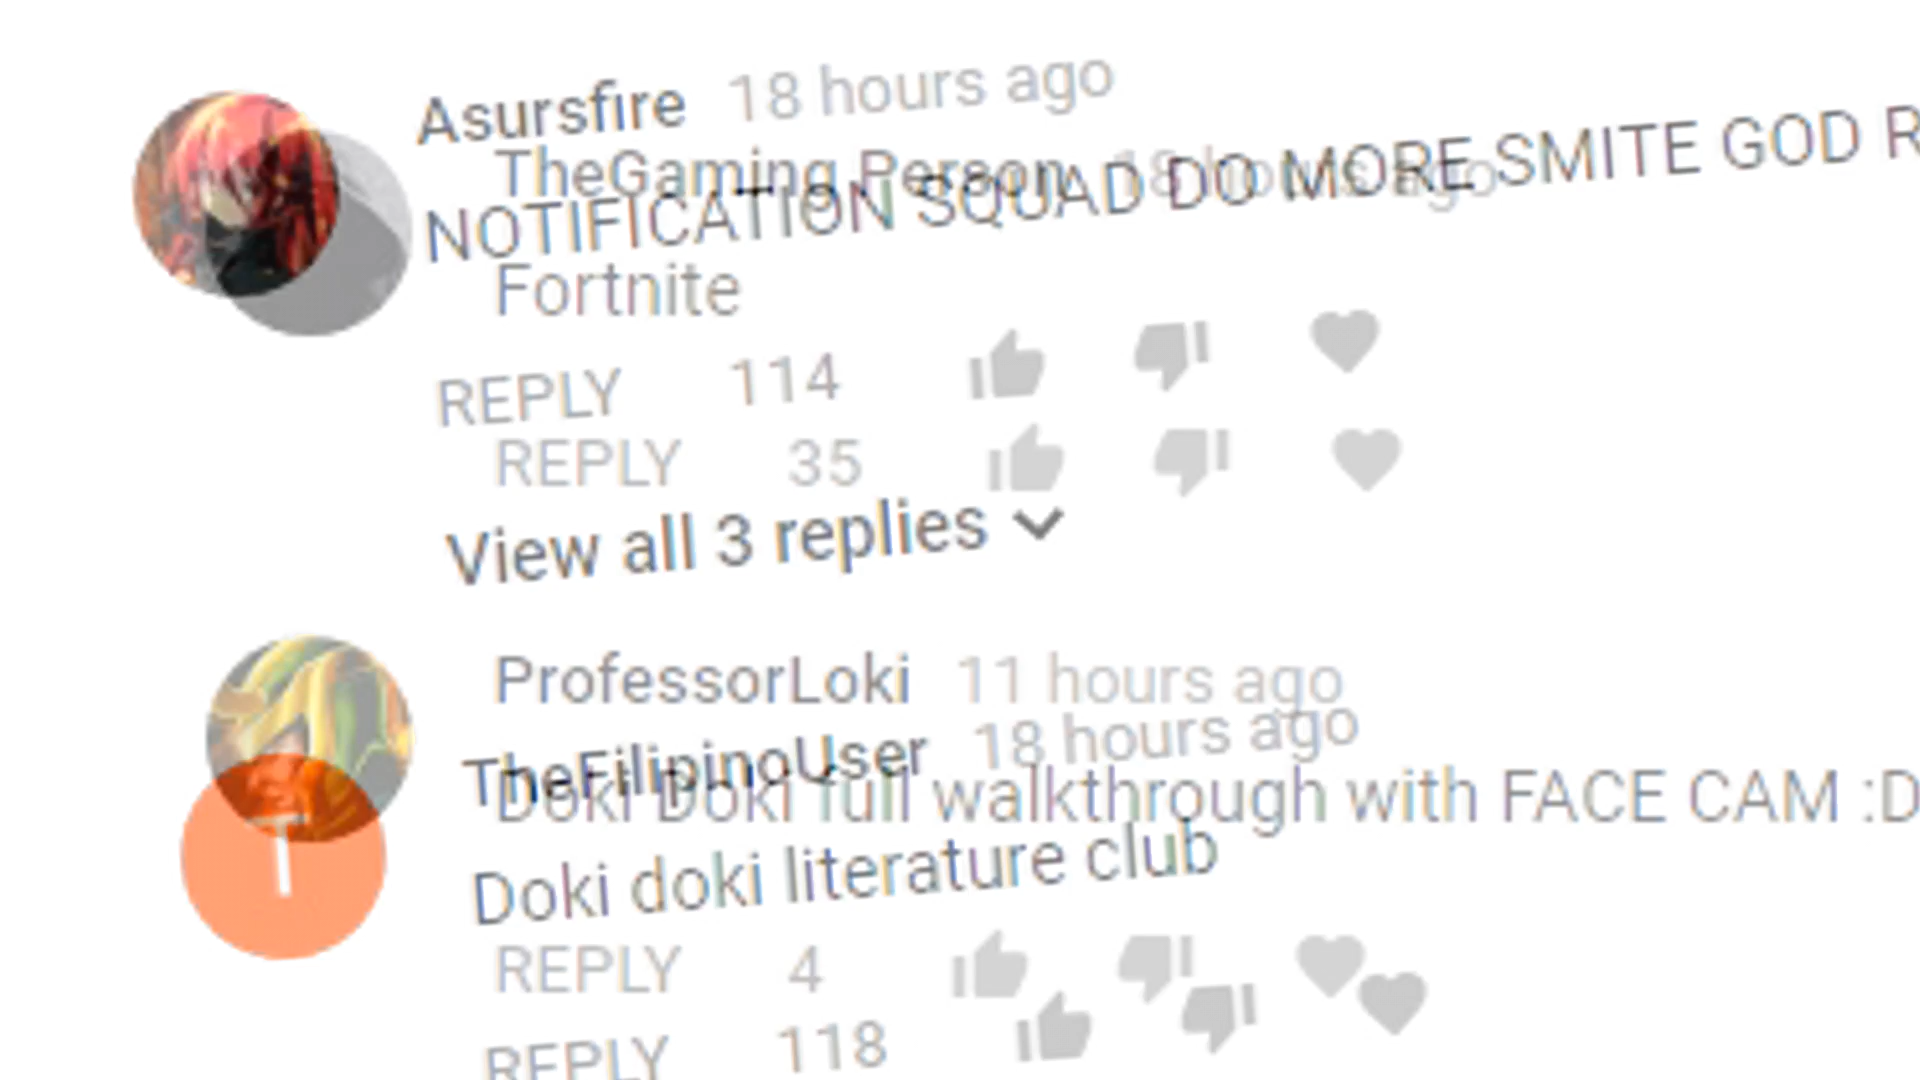 Asursfire 18 hours ago
TheGaming Person 18 hours ago
NOTIFICATION SQUAD DO MORE SMITE GOD R
Fortnite
REPLY 114
REPLY 35
View all 3 replies
ProfessorLoki 11 hours ago
TheFilipinoUser 18 hours ago
Doki Doki full walkthrough with FACE CAM :D
Doki doki literature club
T
REPLY 4
REPLY 118